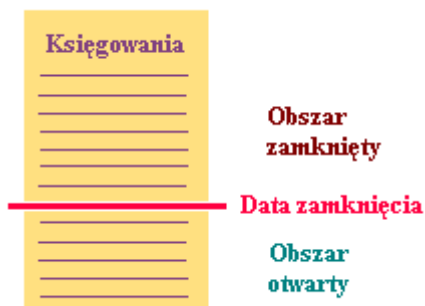 Księgowania
Obszar
zamknięty
Data zamknięcia
Obszar
otwarty